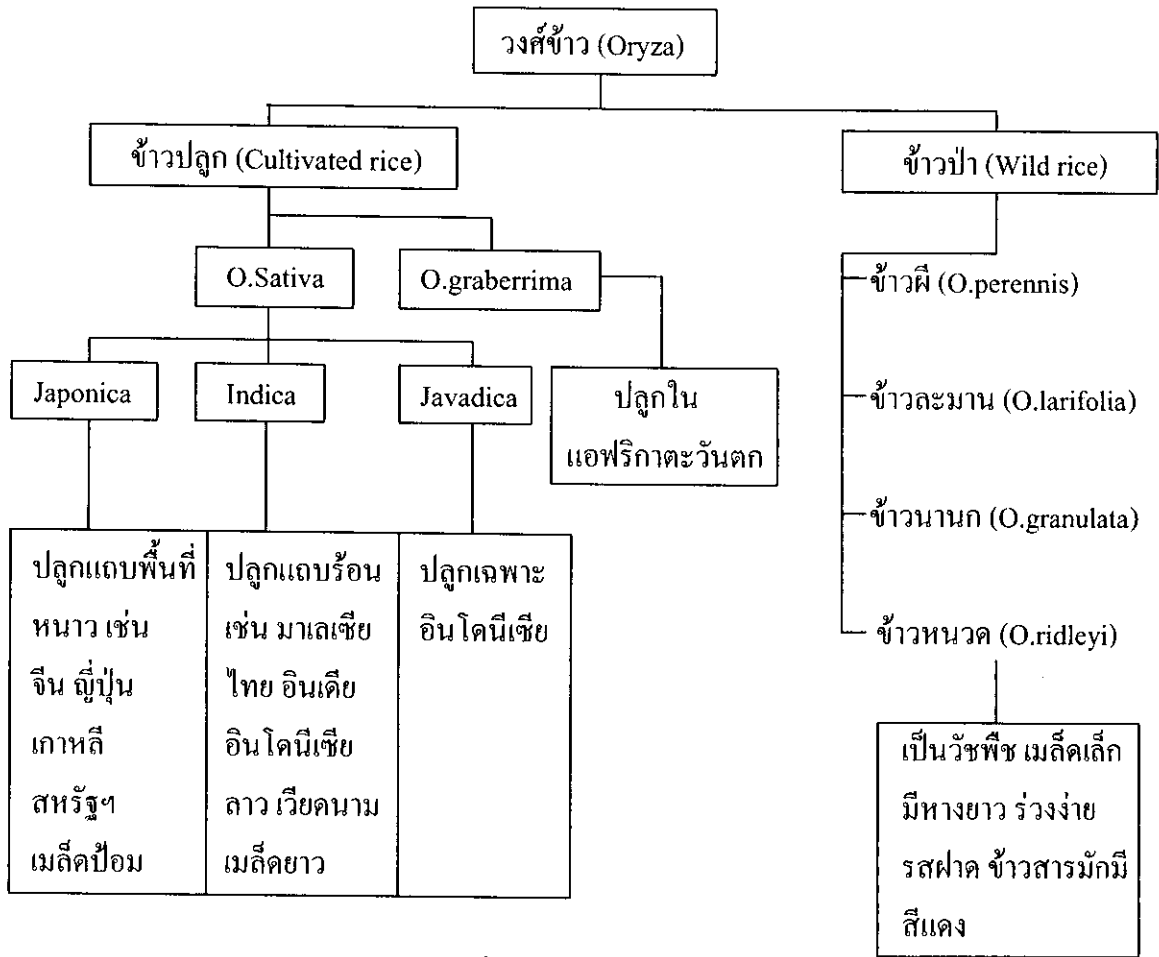 วงศ์ข้าว (Oryza)
ข้าวปลูก (Cultivated rice)
ข้าวป่า (Wild rice)
O.Sativa
O.graberrima
Japonica
Indica
Javadica
ปลูกใน
แอฟริกาตะวันตก
ปลูกแถบพื้นที่
หนาว เช่น
จีน ญี่ปุ่น
เกาหลี
สหรัฐฯ
เมล็ดป้อม
ปลูกแถบร้อน
เช่น มาเลเซีย
ไทย อินเดีย
อินโดนีเซีย
ลาว เวียดนาม
เมล็ดยาว
ปลูกเฉพาะ
อินโดนีเซีย
ข้าวผี (O.perennis)
ข้าวละมาน (O.larifolia)
ข้าวนานก (O.granulata)
ข้าวหนวด (O.ridleyi)
เป็นวัชพืช เมล็ดเล็ก
มีหางยาว ร่วงง่าย
รสฝาด ข้าวสารมักมี
สีแดง